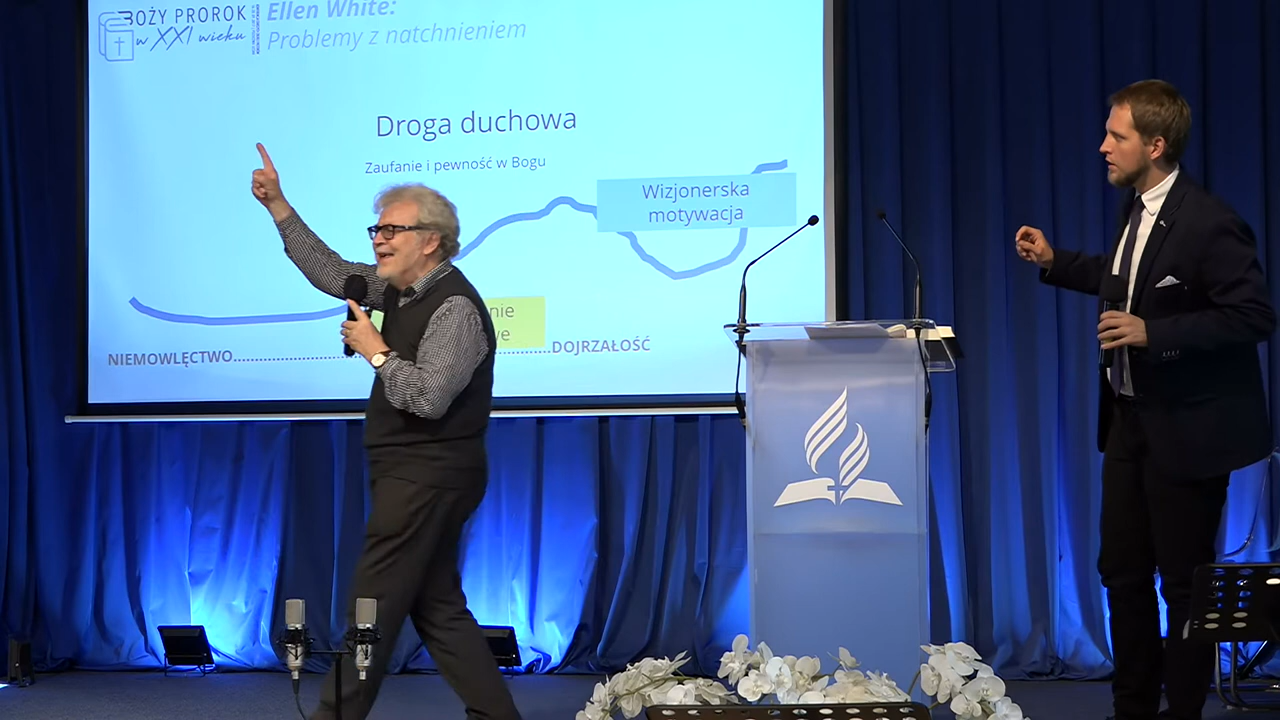 BOŻY PROROK
w XXI wieku
Ellen White:
Problemy z natchnieniem
Droga duchowa
Zaufanie i pewność w Bogu
Wizjonerska
motywacja
NIEMOWLĘCTWO
DOJRZAŁOŚĆ